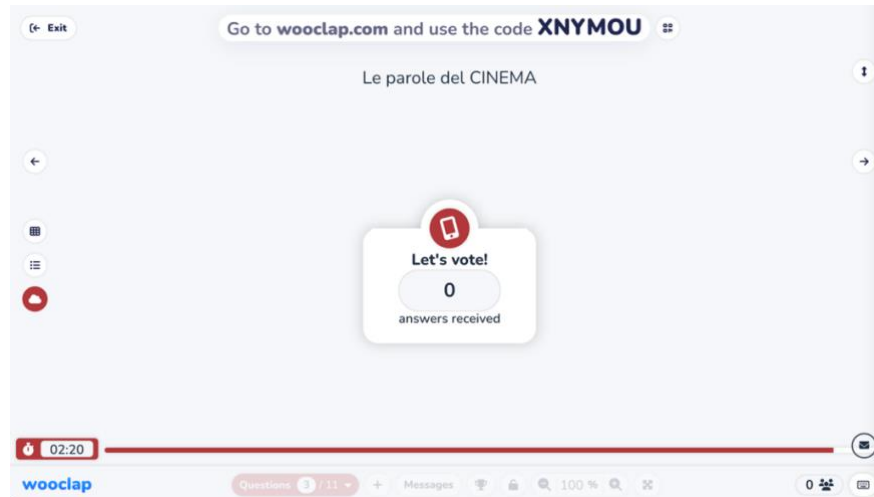 Exit
Go to wooclap.com and use the code XNYMOU
Le parole del CINEMA
Let's vote!
0
answers received
02:20
wooclap
Questions 3 / 11
+ Messages
100 %
0